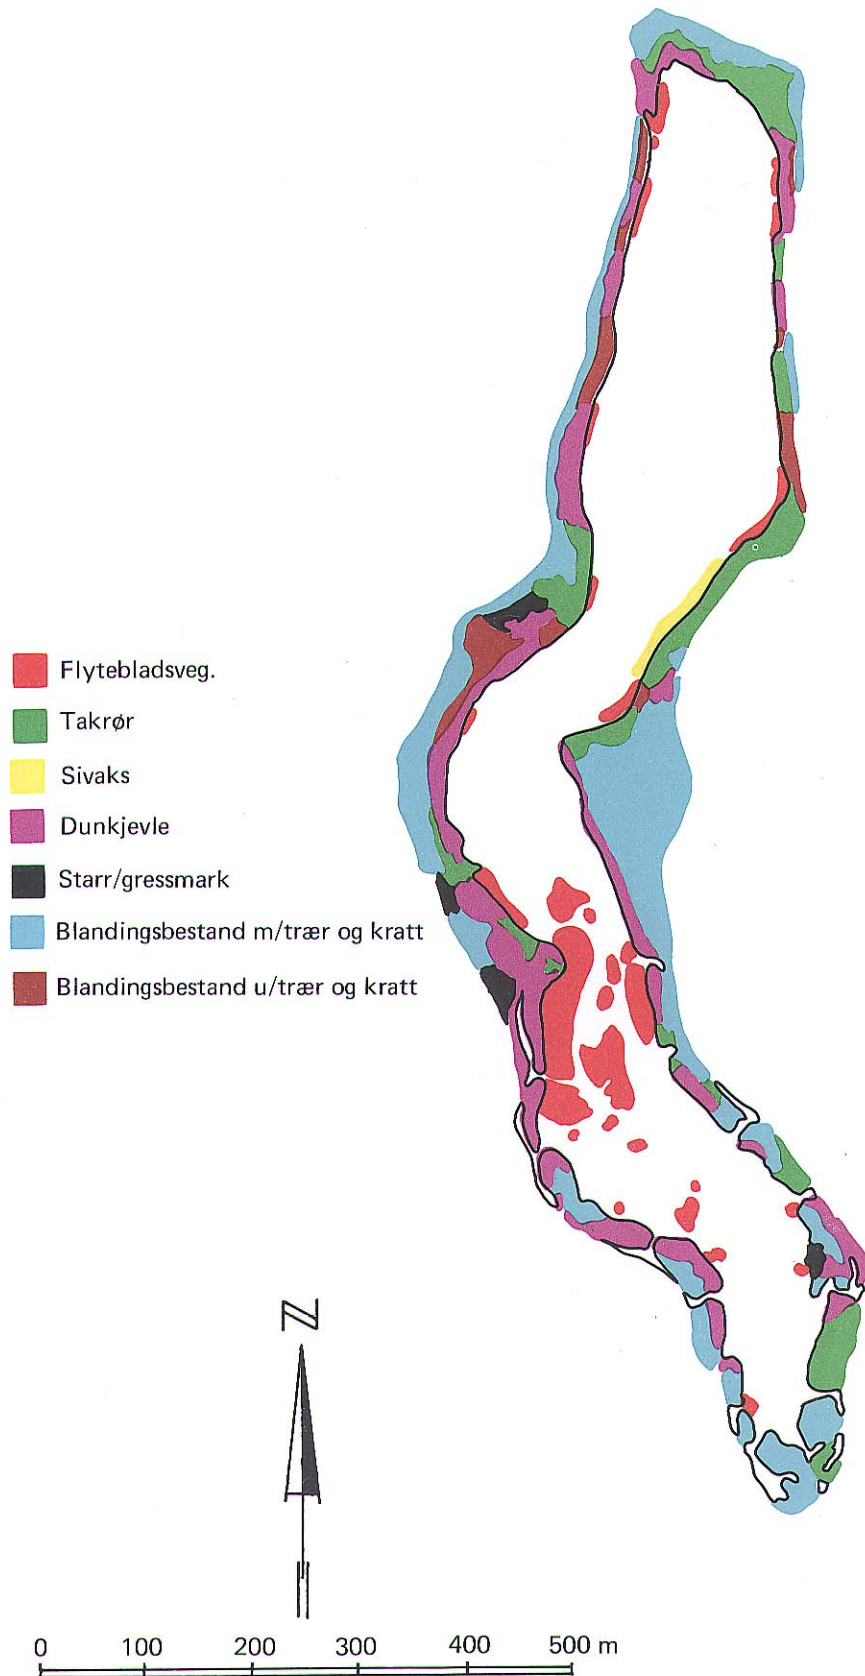 Flytebladsveg.
Takrør
Sivaks
Dunkjevle
Starr/gressmark
Blandingsbestand m/trær og kratt
Blandingsbestand u/trær og kratt
N
0 100 200 300 400 500 m